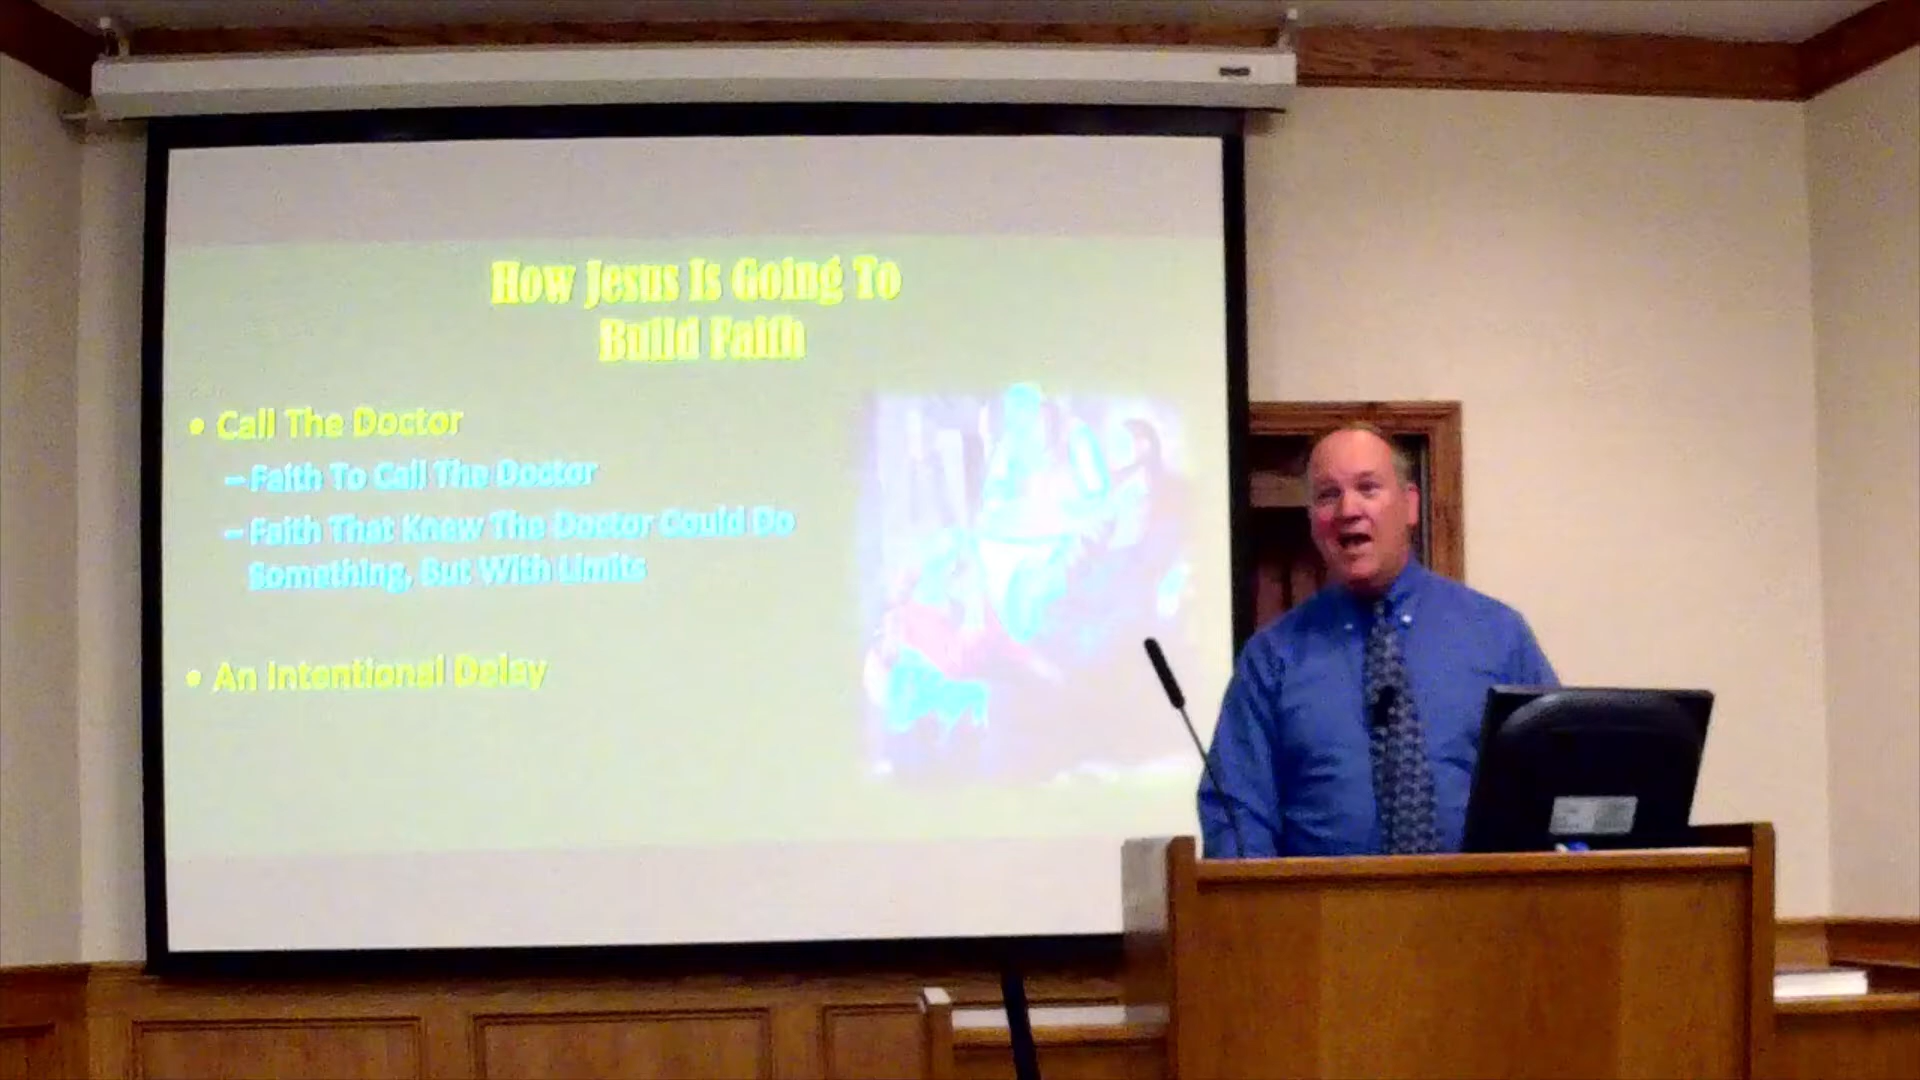 How Jesus Is Going To
Build Faith
• Call The Doctor
– Faith To Call The Doctor
– Faith That Knew The Doctor Could Do
Something, But With Limits
• An Intentional Delay